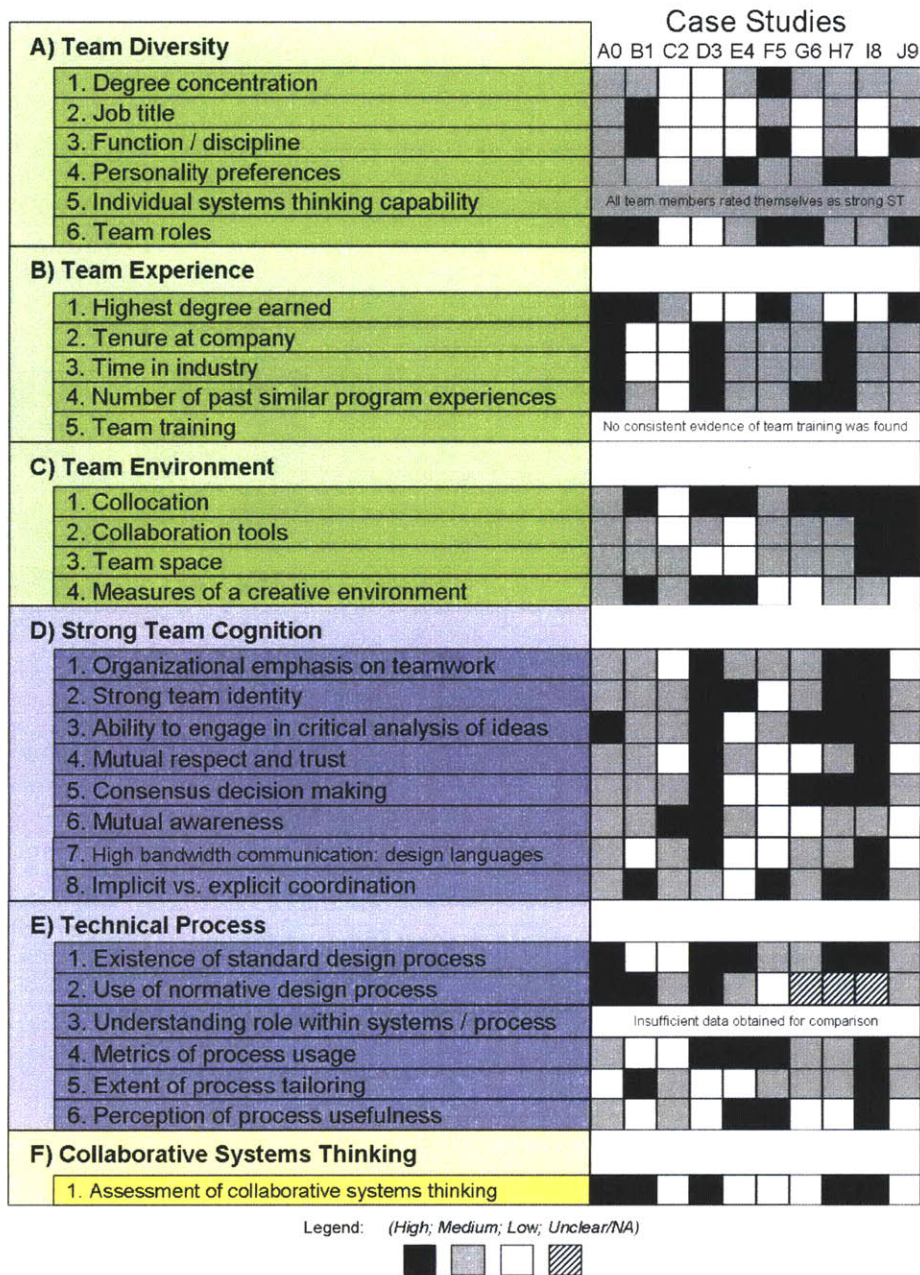 Case Studies
A) Team Diversity
A0 B1 C2 D3 E4 F5 G6 H7 I8 J9
1. Degree concentration
2. Job title
3. Function / discipline
4. Personality preferences
5. Individual systems thinking capability
All team members rated themselves as strong ST
6. Team roles
B) Team Experience
1. Highest degree earned
2. Tenure at company
3. Time in industry
4. Number of past similar program experiences
5. Team training
No consistent evidence of team training was found
C) Team Environment
1. Collocation
2. Collaboration tools
3. Team space
4. Measures of a creative environment
D) Strong Team Cognition
1. Organizational emphasis on teamwork
2. Strong team identity
3. Ability to engage in critical analysis of ideas
4. Mutual respect and trust
5. Consensus decision making
6. Mutual awareness
7. High bandwidth communication: design languages
8. Implicit vs. explicit coordination
E) Technical Process
1. Existence of standard design process
2. Use of normative design process
3. Understanding role within systems / process
Insufficient data obtained for comparison
4. Metrics of process usage
5. Extent of process tailoring
6. Perception of process usefulness
F) Collaborative Systems Thinking
1. Assessment of collaborative systems thinking
Legend: (High; Medium; Low; Unclear/NA)